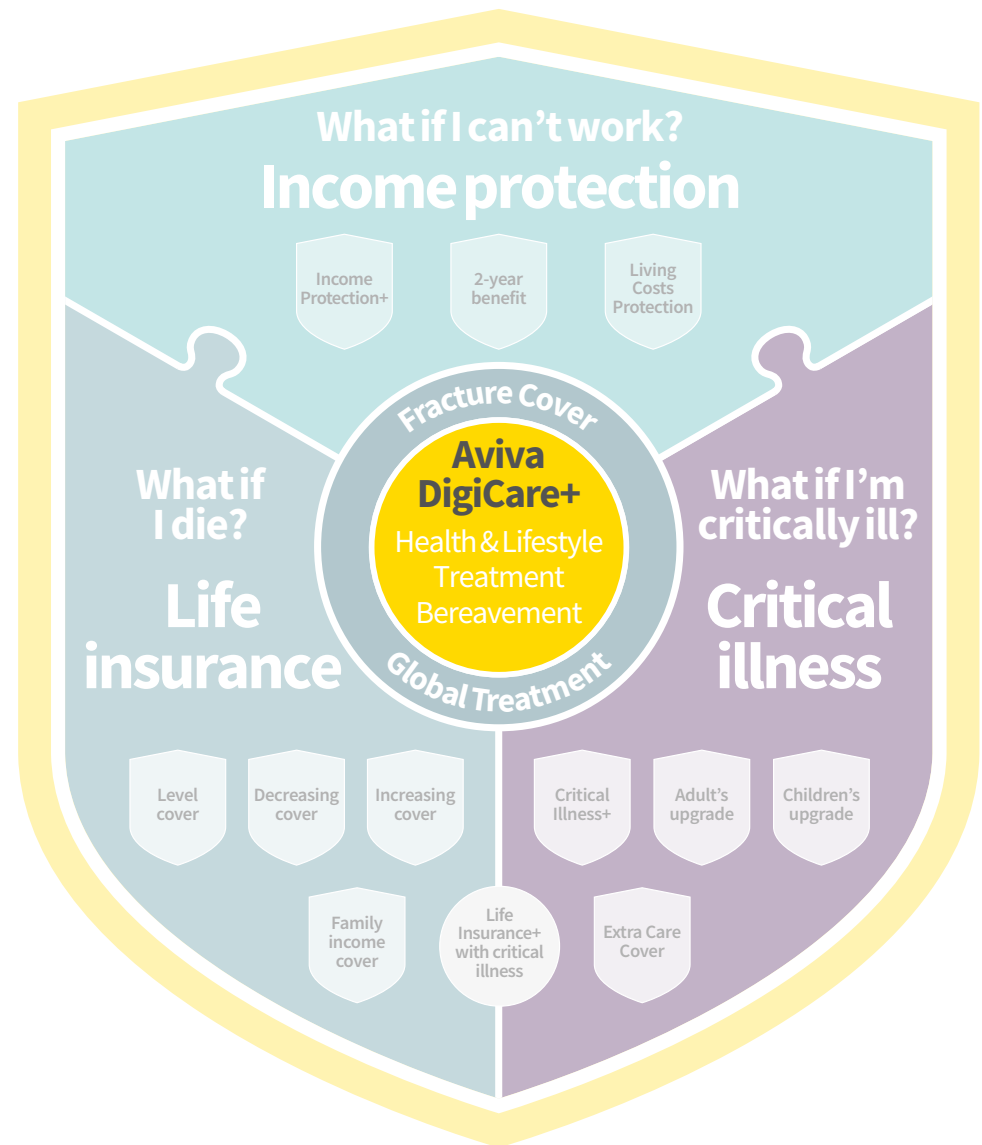 What if I can't work?
Income protection
Income
Protection+
2-year
benefit
Living
Costs
Protection
Fracture Cover
Aviva
DigiCare+
Health & Lifestyle
Treatment
Bereavement
Global Treatment
What if
I die?
Life
insurance
What if I'm
critically ill?
Critical
illness
Level
cover
Decreasing
cover
Increasing
cover
Critical
Illness+
Adult's
upgrade
Children's
upgrade
Family
income
cover
Life
Insurance+
with critical
illness
Extra Care
Cover